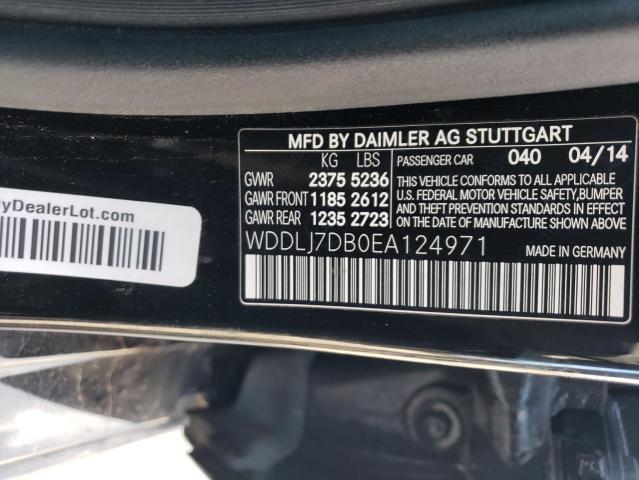 MFD BY DAIMLER AG STUTTGART
KG LBS
GVWR 2375 5236
GAWR FRONT 1185 2612
GAWR REAR 1235 2723
PASSENGER CAR 040 04/14
THIS VEHICLE CONFORMS TO ALL APPLICABLE
U.S. FEDERAL MOTOR VEHICLE SAFETY, BUMPER
AND THEFT PREVENTION STANDARDS IN EFFECT
ON THE DATE OF MANUFACTURE SHOWN ABOVE.
WDDLJ7DB0EA124971
MADE IN GERMANY
yDealerLot.com